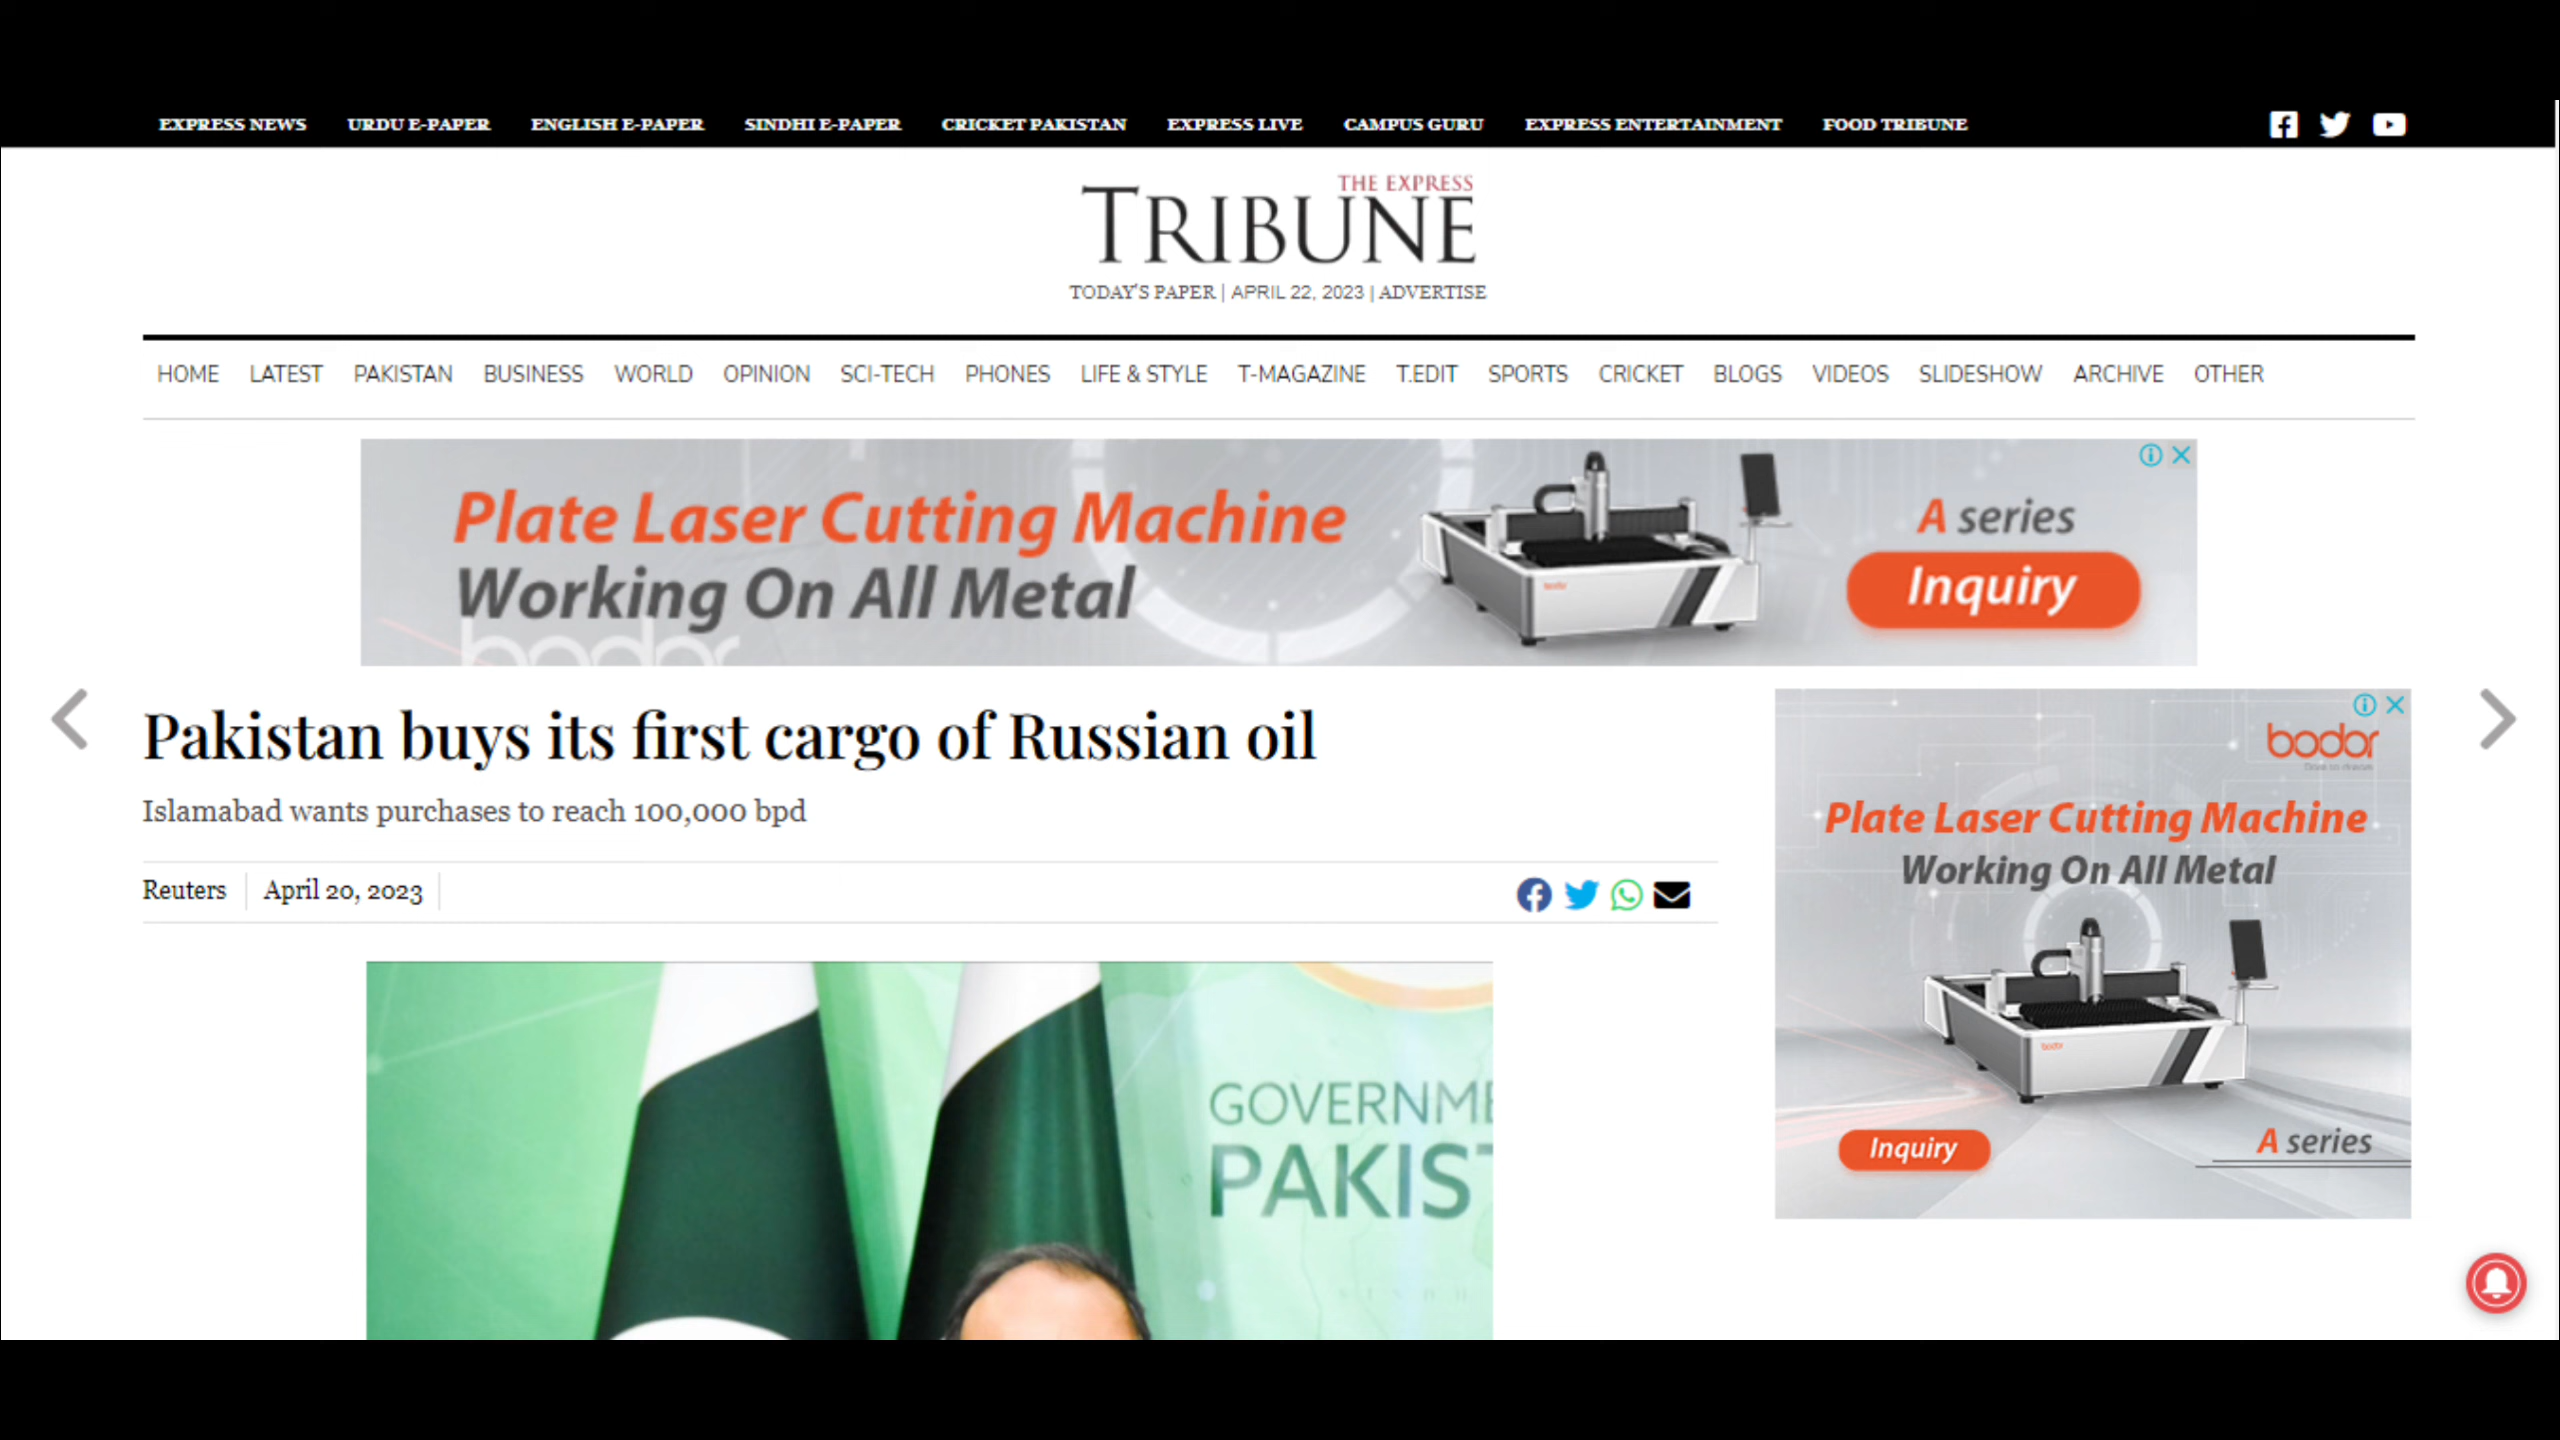 EXPRESS NEWS URDU E-PAPER ENGLISH E-PAPER SINDHI E-PAPER CRICKET PAKISTAN EXPRESS LIVE CAMPUS GURU EXPRESS ENTERTAINMENT FOOD TRIBUNE
THE EXPRESS
TRIBUNE
TODAY'S PAPER | APRIL 22, 2023 | ADVERTISE
HOME LATEST PAKISTAN BUSINESS WORLD OPINION SCI-TECH PHONES LIFE & STYLE T-MAGAZINE T.EDIT SPORTS CRICKET BLOGS VIDEOS SLIDESHOW ARCHIVE OTHER
Plate Laser Cutting Machine
Working On All Metal
bodor
A series
Inquiry
Pakistan buys its first cargo of Russian oil
Islamabad wants purchases to reach 100,000 bpd
Reuters April 20, 2023
GOVERNME
PAKIST
bodor
Plate Laser Cutting Machine
Working On All Metal
bodor
Inquiry
A series